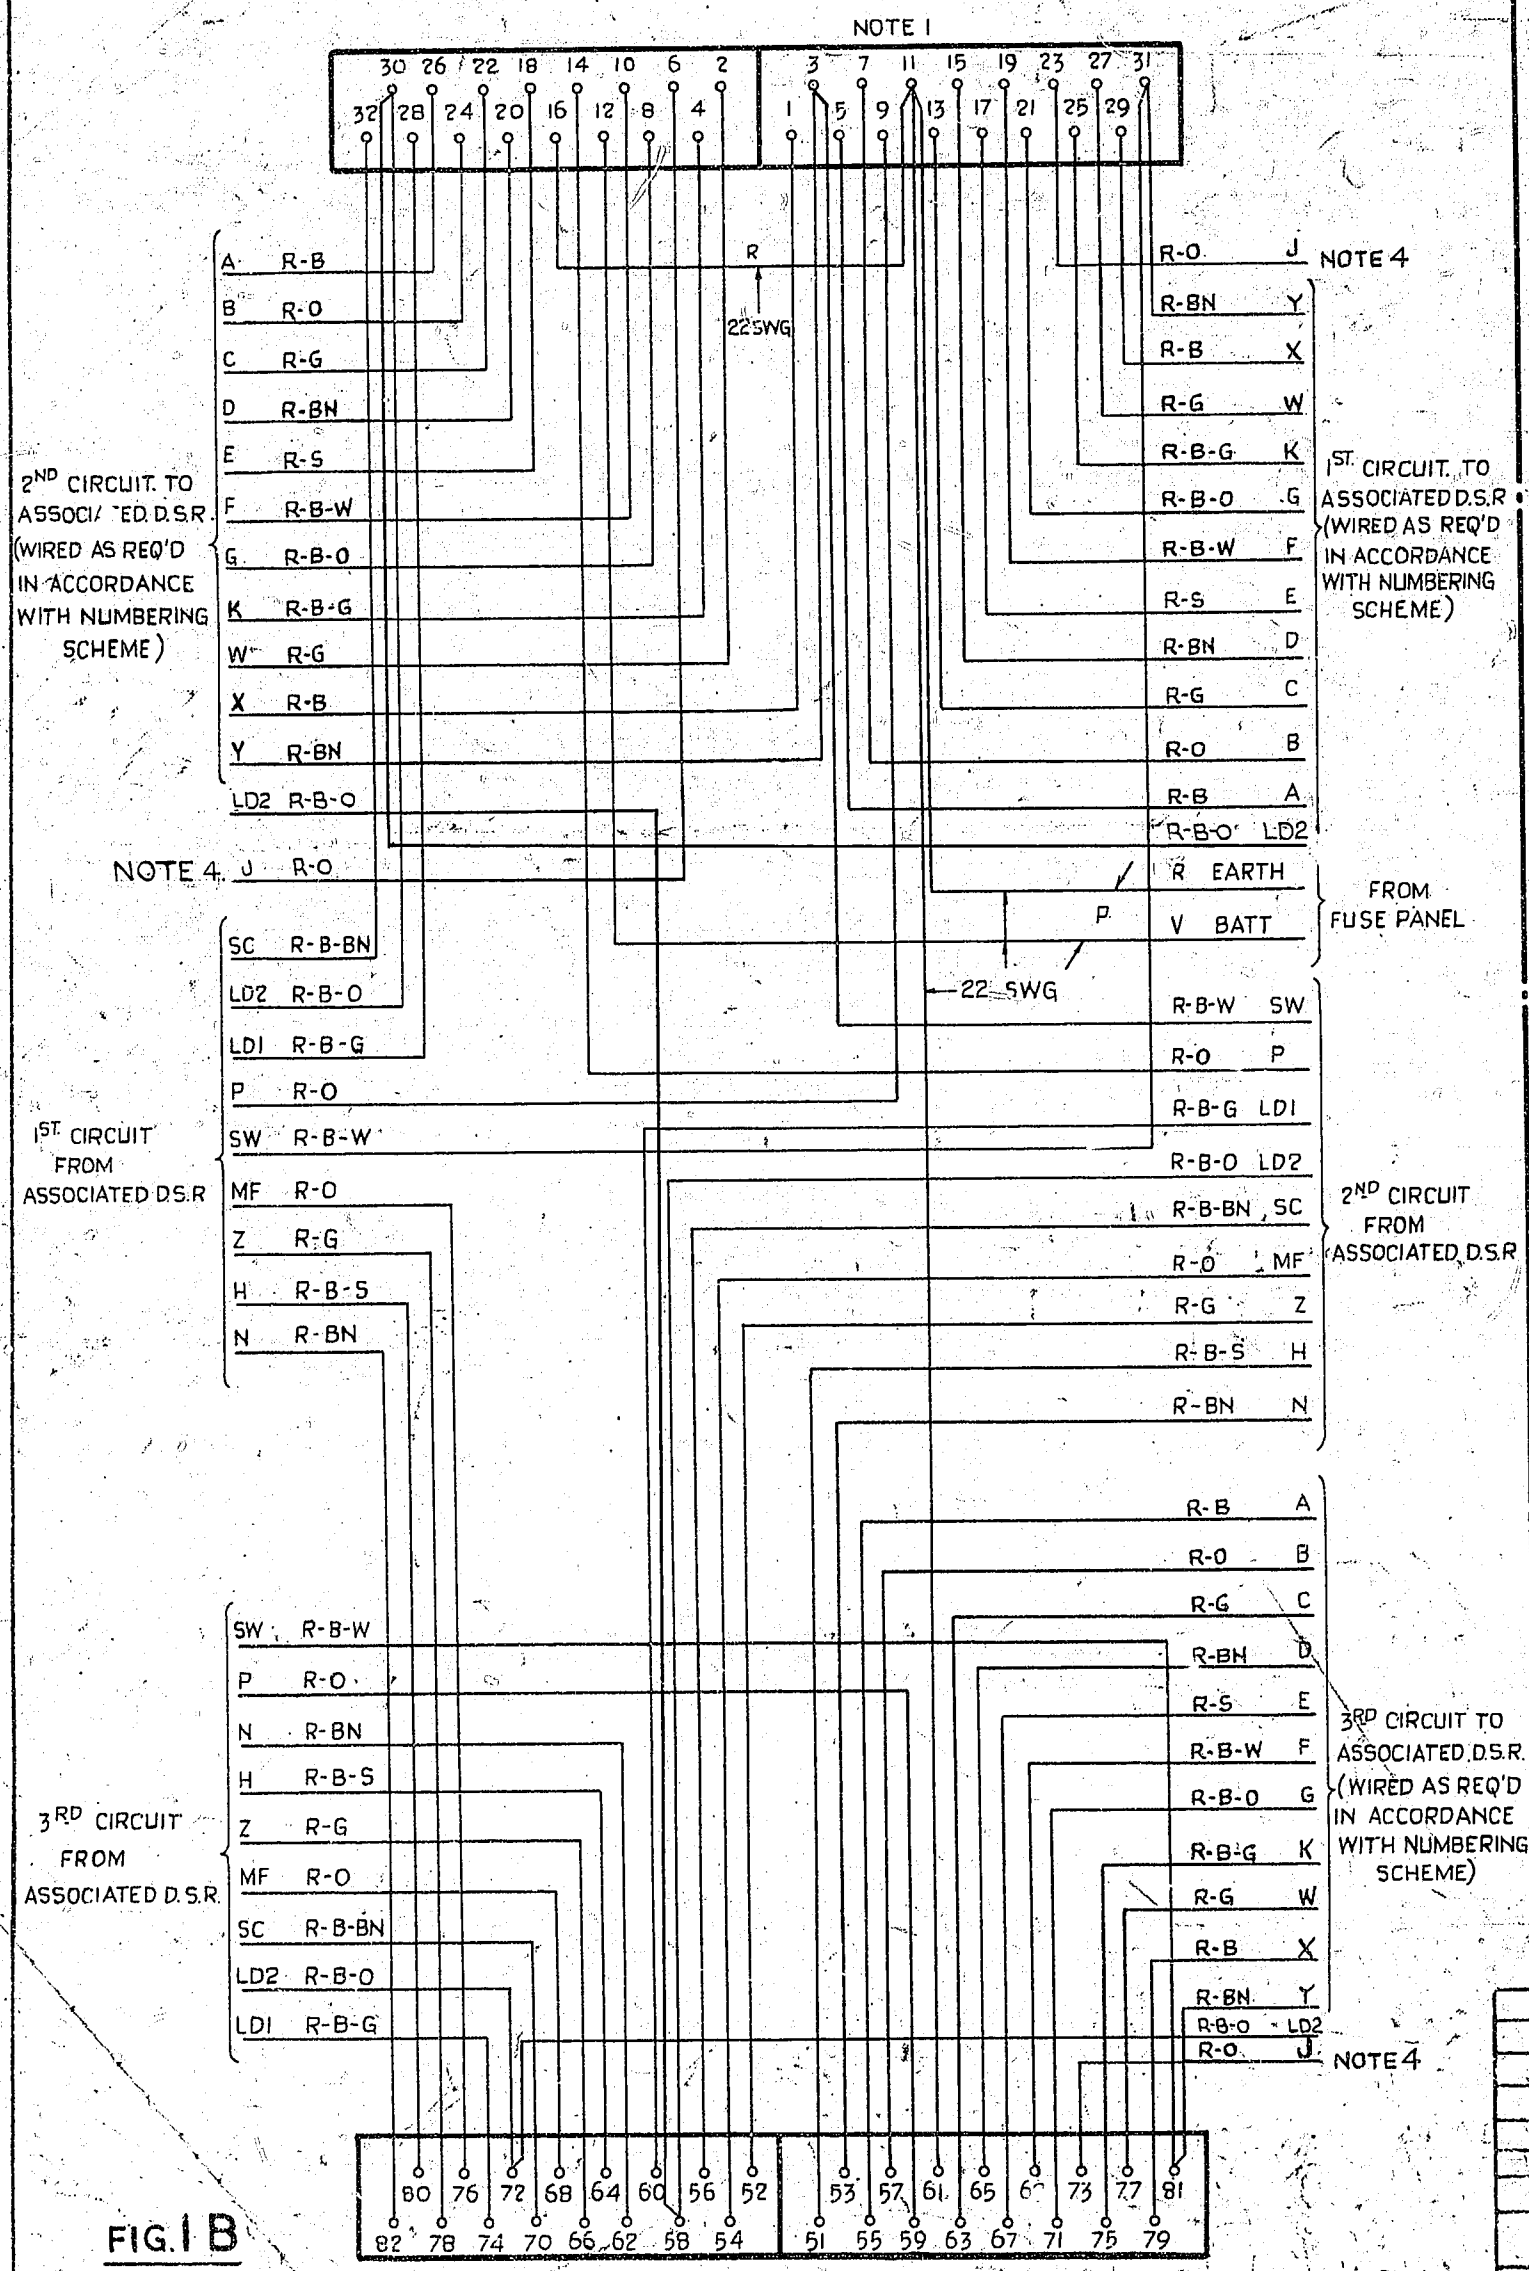 NOTE 1
30 26 22 18 14 10 6 2 3 7 11 15 19 23 27 31
32 28 24 20 16 12 8 4 1 5 9 13 17 21 25 29
A R-B
B R-O
C R-G
D R-BN
E R-S
F R-B-W
G R-B-O
K R-B-G
W R-G
X R-B
Y R-BN
2ND CIRCUIT. TO
D.S.R.
(WIRED AS REQ'D
IN ACCORDANCE
WITH NUMBERING
SCHEME)
LD2 R-B-O
NOTE 4. J R-O
R
22SWG
R-O J NOTE 4
R-BN Y
R-B X
R-G W
R-B-G K
R-B-O G
R-B-W F
R-S E
R-BN D
R-G C
R-O B
R-B A
R-B-O LD2
1ST. CIRCUIT. TO
ASSOCIATED D.S.R
(WIRED AS REQ'D
IN ACCORDANCE
WITH NUMBERING
SCHEME)
R EARTH
P.
V BATT
FROM
FUSE PANEL
22 SWG
SC R-B-BN
LD2 R-B-O
LD1 R-B-G
P R-O
SW R-B-W
MF R-O
Z R-G
H R-B-S
N R-BN
1ST. CIRCUIT
FROM
ASSOCIATED D.S.R
R-B-W SW
R-O P
R-B-G LD1
R-B-O LD2
R-B-BN SC
R-O MF
R-G Z
R-B-S H
R-BN N
2ND CIRCUIT
FROM
ASSOCIATED D.S.R
SW R-B-W
P R-O
N R-BN
H R-B-S
Z R-G
MF R-O
SC R-B-BN
LD2 R-B-O
LD1 R-B-G
3RD CIRCUIT
FROM
ASSOCIATED D.S.R.
R-B A
R-O B
R-G C
R-BN D
R-S E
R-B-W F
R-B-O G
R-B-G K
R-G W
R-B X
R-BN Y
R-B-O LD2
R-O J NOTE 4
3RD CIRCUIT TO
ASSOCIATED D.S.R.
(WIRED AS REQ'D
IN ACCORDANCE
WITH NUMBERING
SCHEME)
80 76 72 68 64 60 56 52 53 57 61 65 73 77 81
82 78 74 70 66 62 58 54 51 55 59 63 67 71 75 79
FIG. 1 B